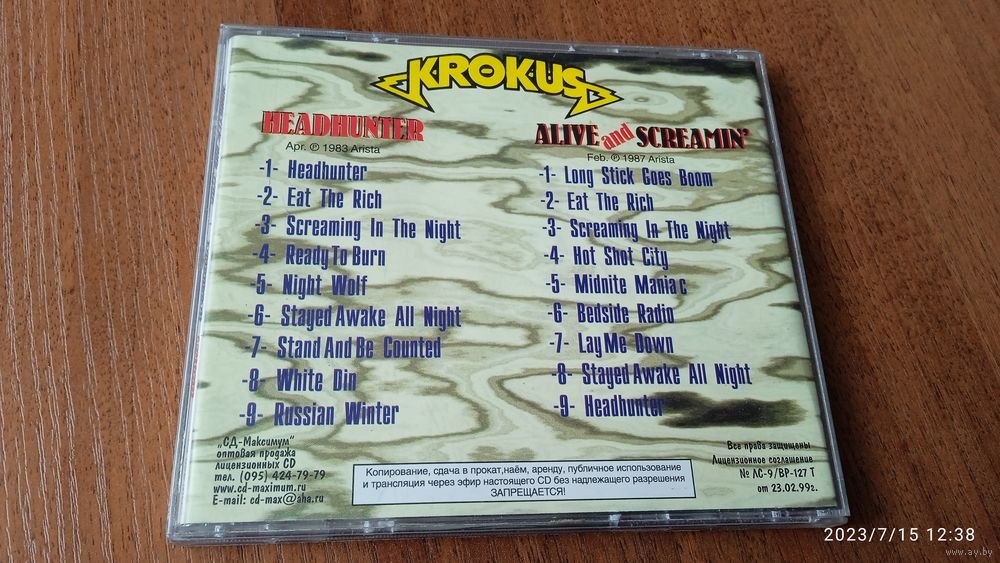 KROKUS
HEADHUNTER
Apr. ℗ 1983 Arista
-1- Headhunter
-2- Eat The Rich
-3- Screaming In The Night
-4- Ready To Burn
-5- Night Wolf
-6- Stayed Awake All Night
-7- Stand And Be Counted
-8- White Din
-9- Russian Winter
ALIVE and SCREAMIN'
Feb. ℗ 1987 Arista
-1- Long Stick Goes Boom
-2- Eat The Rich
-3- Screaming In The Night
-4- Hot Shot City
-5- Midnite Maniac
-6- Bedside Radio
-7- Lay Me Down
-8- Stayed Awake All Night
-9- Headhunter
„СД-Максимум"
оптовая продажа
лицензионных CD
тел. (095) 424-79-79
www.cd-maximum.ru
E-mail: cd-max@aha.ru
Копирование, сдача в прокат,наём, аренду, публичное использование
и трансляция через эфир настоящего CD без надлежащего разрешения
ЗАПРЕЩАЕТСЯ!
Все права защищены
Лицензионное соглашение
№ ЛС-9/ВР-127 Т
от 23.02.99г.
2023/7/15 12:38
www.ay.by